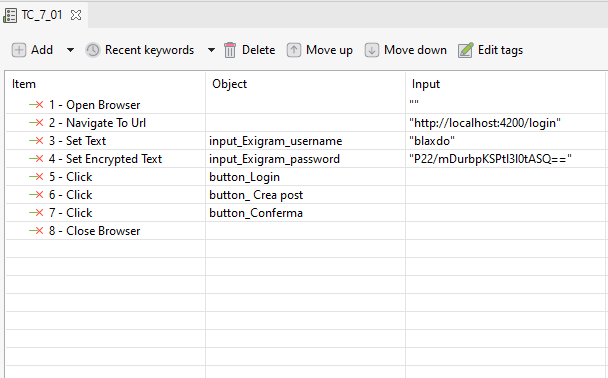 TC_7_01
Add Recent keywords Delete Move up Move down Edit tags
Item Object Input
1 - Open Browser ""
2 - Navigate To Url "http://localhost:4200/login"
3 - Set Text input_Exigram_username "blaxdo"
4 - Set Encrypted Text input_Exigram_password "P22/mDurbpKSPtI3I0tASQ=="
5 - Click button_Login
6 - Click button_ Crea post
7 - Click button_Conferma
8 - Close Browser